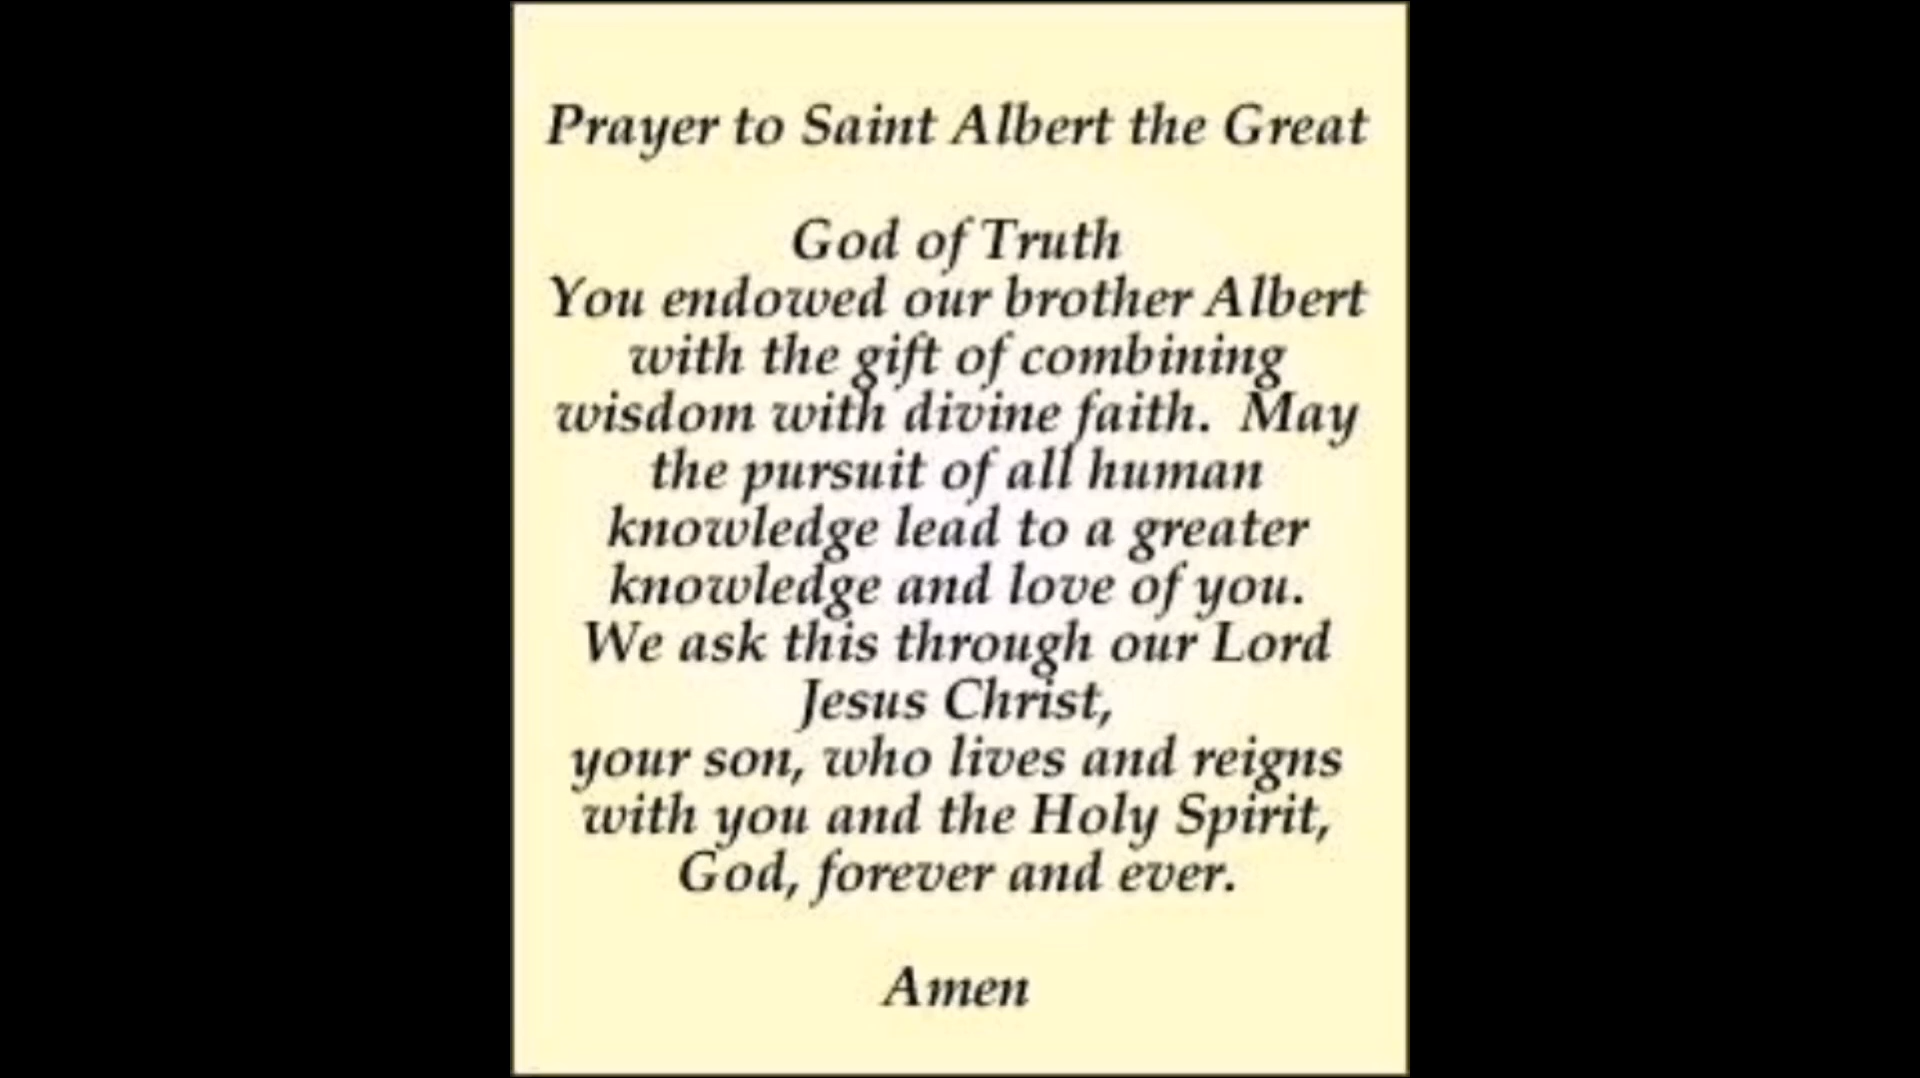 Prayer to Saint Albert the Great
God of Truth
You endowed our brother Albert
with the gift of combining
wisdom with divine faith.  May
the pursuit of all human
knowledge lead to a greater
knowledge and love of you.
We ask this through our Lord
Jesus Christ,
your son, who lives and reigns
with you and the Holy Spirit,
God, forever and ever.
Amen